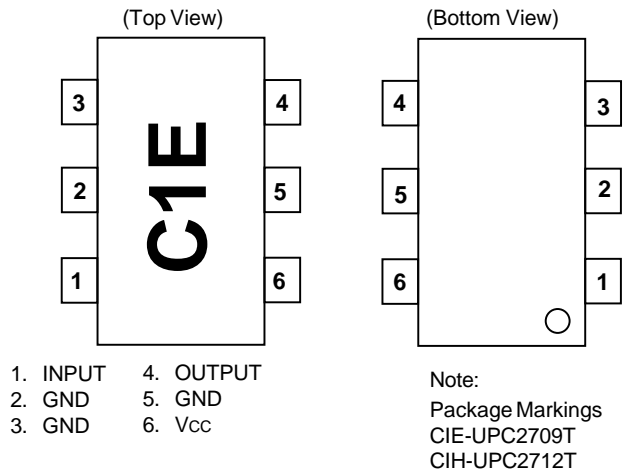 (Top View)
(Bottom View)
3
4
4
3
C1E
2
5
5
2
1
6
6
1
1. INPUT 4. OUTPUT
2. GND 5. GND
3. GND 6. VCC
Note:
Package Markings
CIE-UPC2709T
CIH-UPC2712T